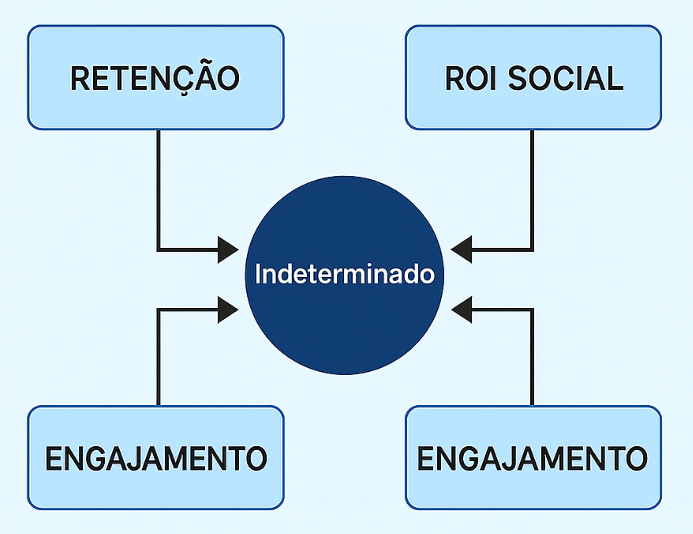 RETENÇÃO
ROI SOCIAL
Indeterminado
ENGAJAMENTO
ENGAJAMENTO